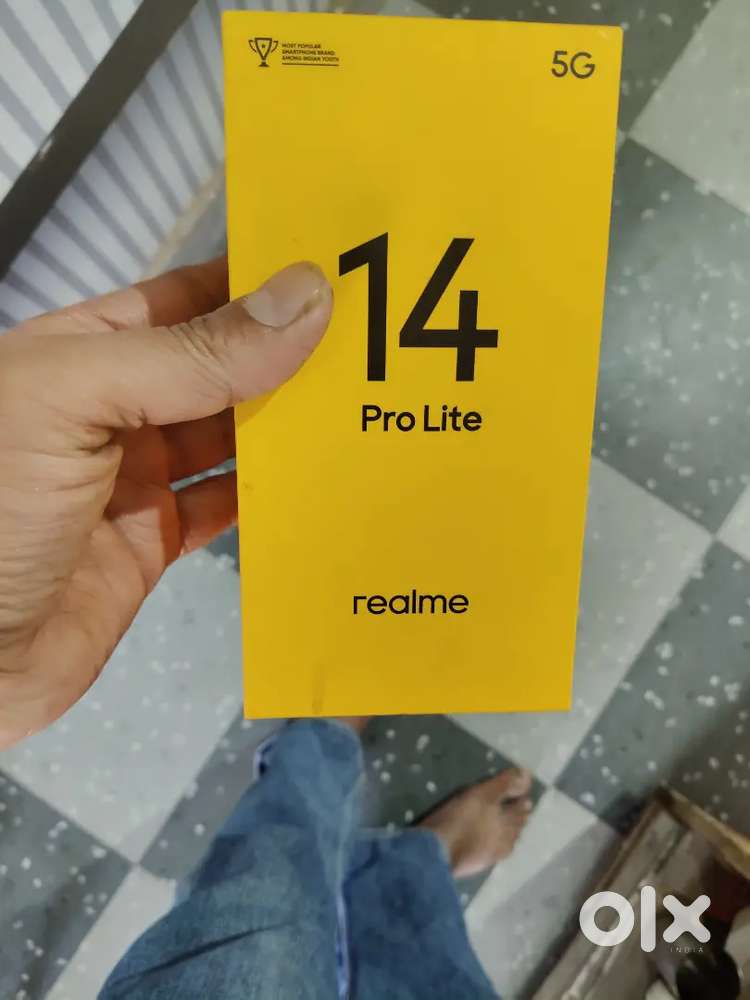 MOST POPULAR
SMARTPHONE BRAND
AMONG INDIAN YOUTH
5G
14
Pro Lite
realme
olx
INDIA